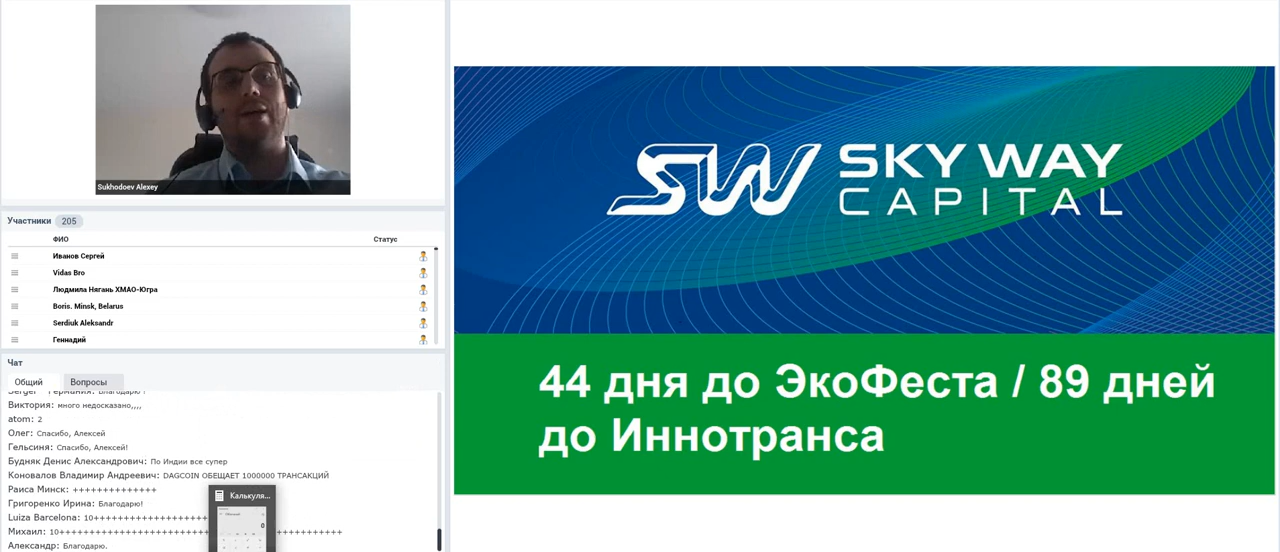 Sukhodoev Alexey
Участники 205
ФИО Статус
Иванов Сергей
Vidas Bro
Людмила Нягань ХМАО-Югра
Boris. Minsk, Belarus
Serdiuk Aleksandr
Геннадий
Чат
Общий Вопросы
Виктория: много недосказано,,,,
atom: 2
Олег: Спасибо, Алексей
Гельсиня: Спасибо, Алексей!
Будняк Денис Александрович: По Индии все супер
Коновалов Владимир Андреевич: DAGCOIN ОБЕЩАЕТ 1000000 ТРАНСАКЦИЙ
Раиса Минск: ++++++++++++++
Григоренко Ирина: Благодарю!
Luiza Barcelona: 10+++++++++++++++++++
Михаил: 10++++++++++++++++++++++++ +++++++++++
Александр: Благодарю.
Калькуля...
0
SW SKY WAY
CAPITAL
44 дня до ЭкоФеста / 89 дней
до Иннотранса